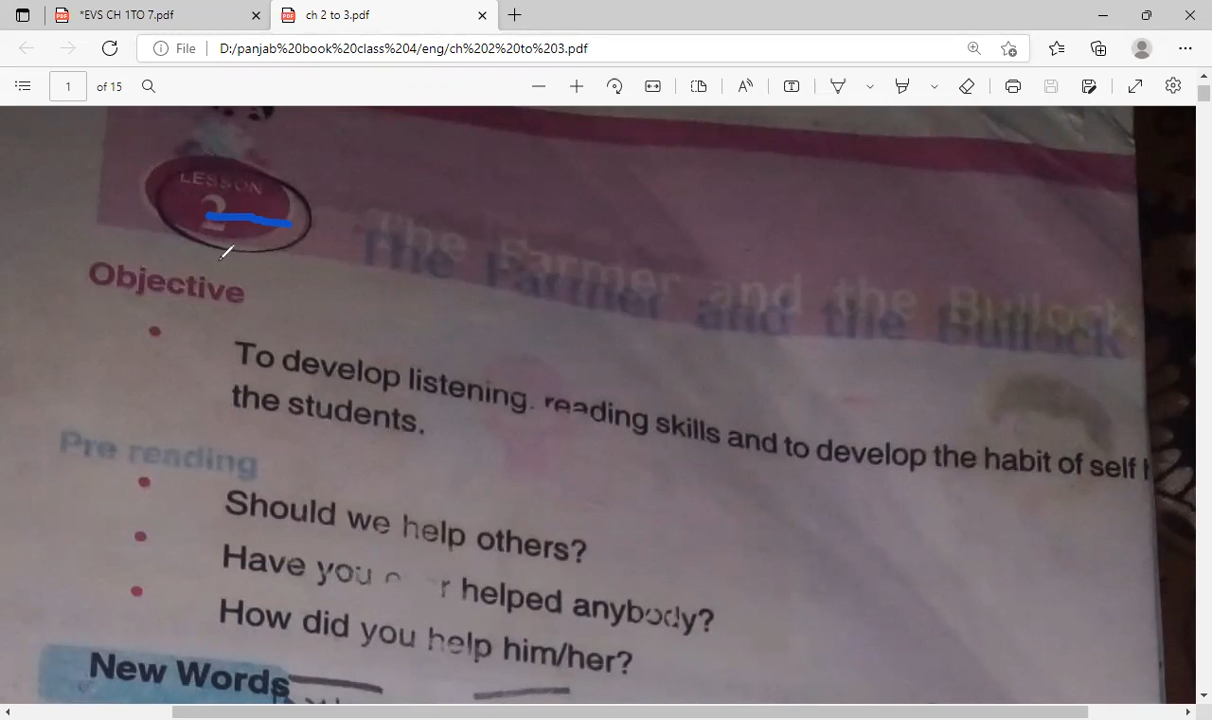 *EVS CH 1TO 7.pdf
ch 2 to 3.pdf
File D:/panjab%20book%20class%204/eng/ch%202%20to%203.pdf
1 of 15
LESSON
2
The Farmer and the Bullock
Objective
To develop listening, reading skills and to develop the habit of self
the students.
Pre reading
Should we help others?
Have you helped anybody?
How did you help him/her?
New Words